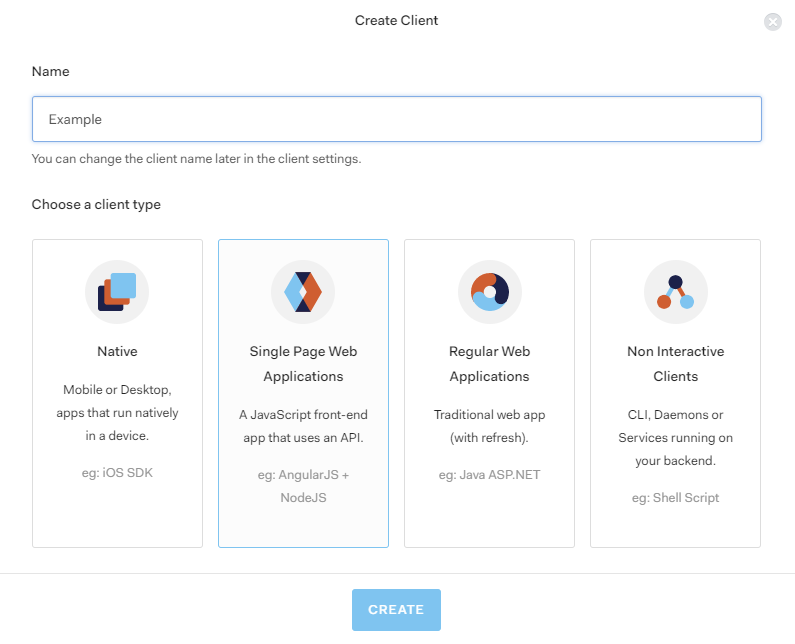 Create Client
Name
Example
You can change the client name later in the client settings.
Choose a client type
Native
Mobile or Desktop,
apps that run natively
in a device.
eg: iOS SDK
Single Page Web
Applications
A JavaScript front-end
app that uses an API.
eg: AngularJS +
NodeJS
Regular Web
Applications
Traditional web app
(with refresh).
eg: Java ASP.NET
Non Interactive
Clients
CLI, Daemons or
Services running on
your backend.
eg: Shell Script
CREATE